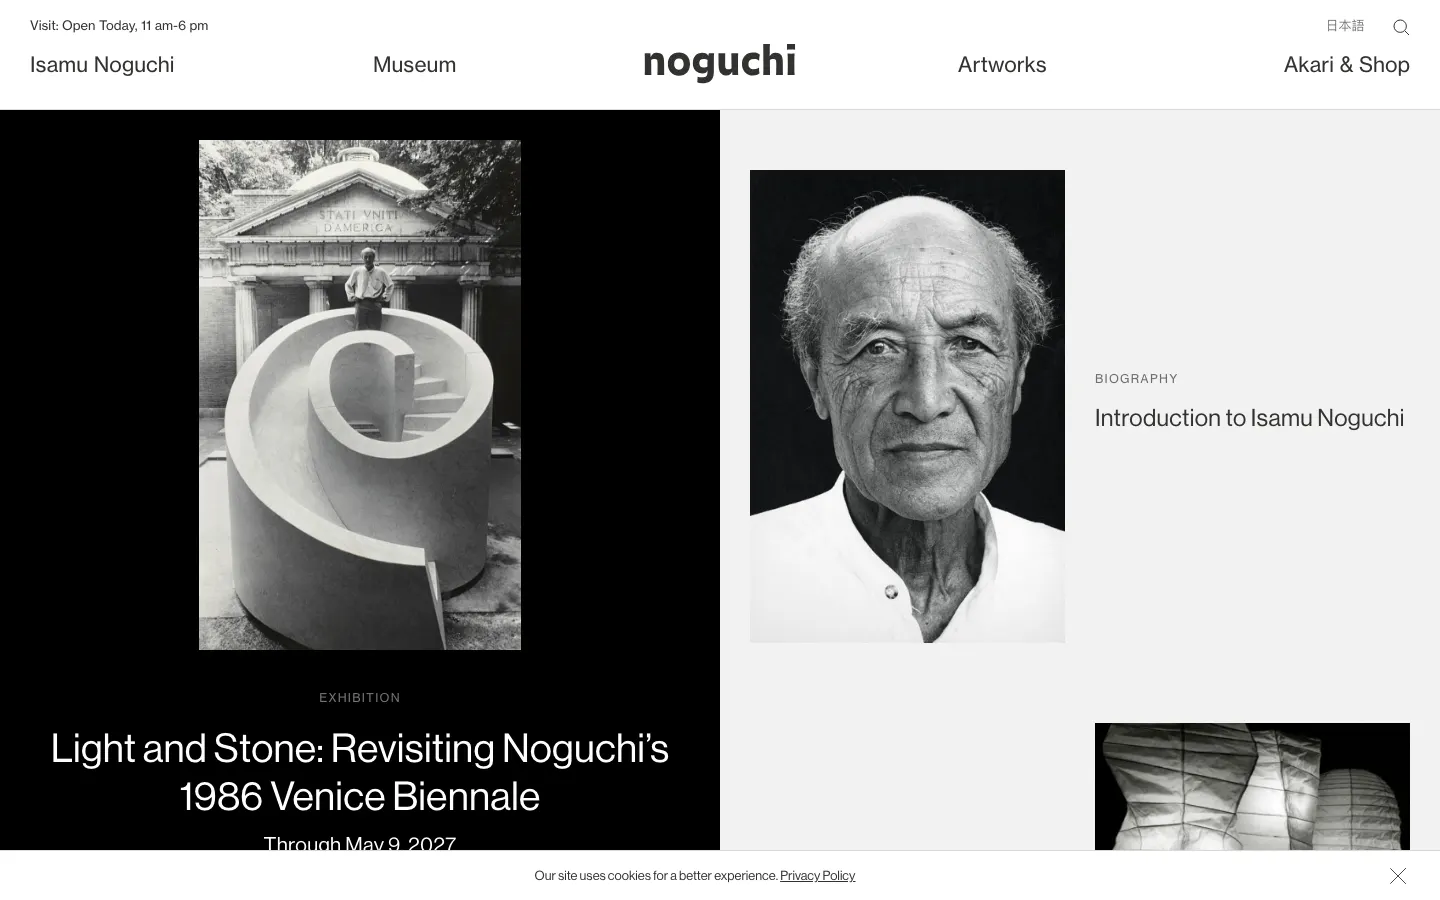 Visit: Open Today, 11 am-6 pm
日本語
Isamu Noguchi
Museum
noguchi
Artworks
Akari & Shop
STATI VNITI
D'AMERICA
EXHIBITION
Light and Stone: Revisiting Noguchi’s
1986 Venice Biennale
Through May 9, 2027
BIOGRAPHY
Introduction to Isamu Noguchi
Our site uses cookies for a better experience. Privacy Policy